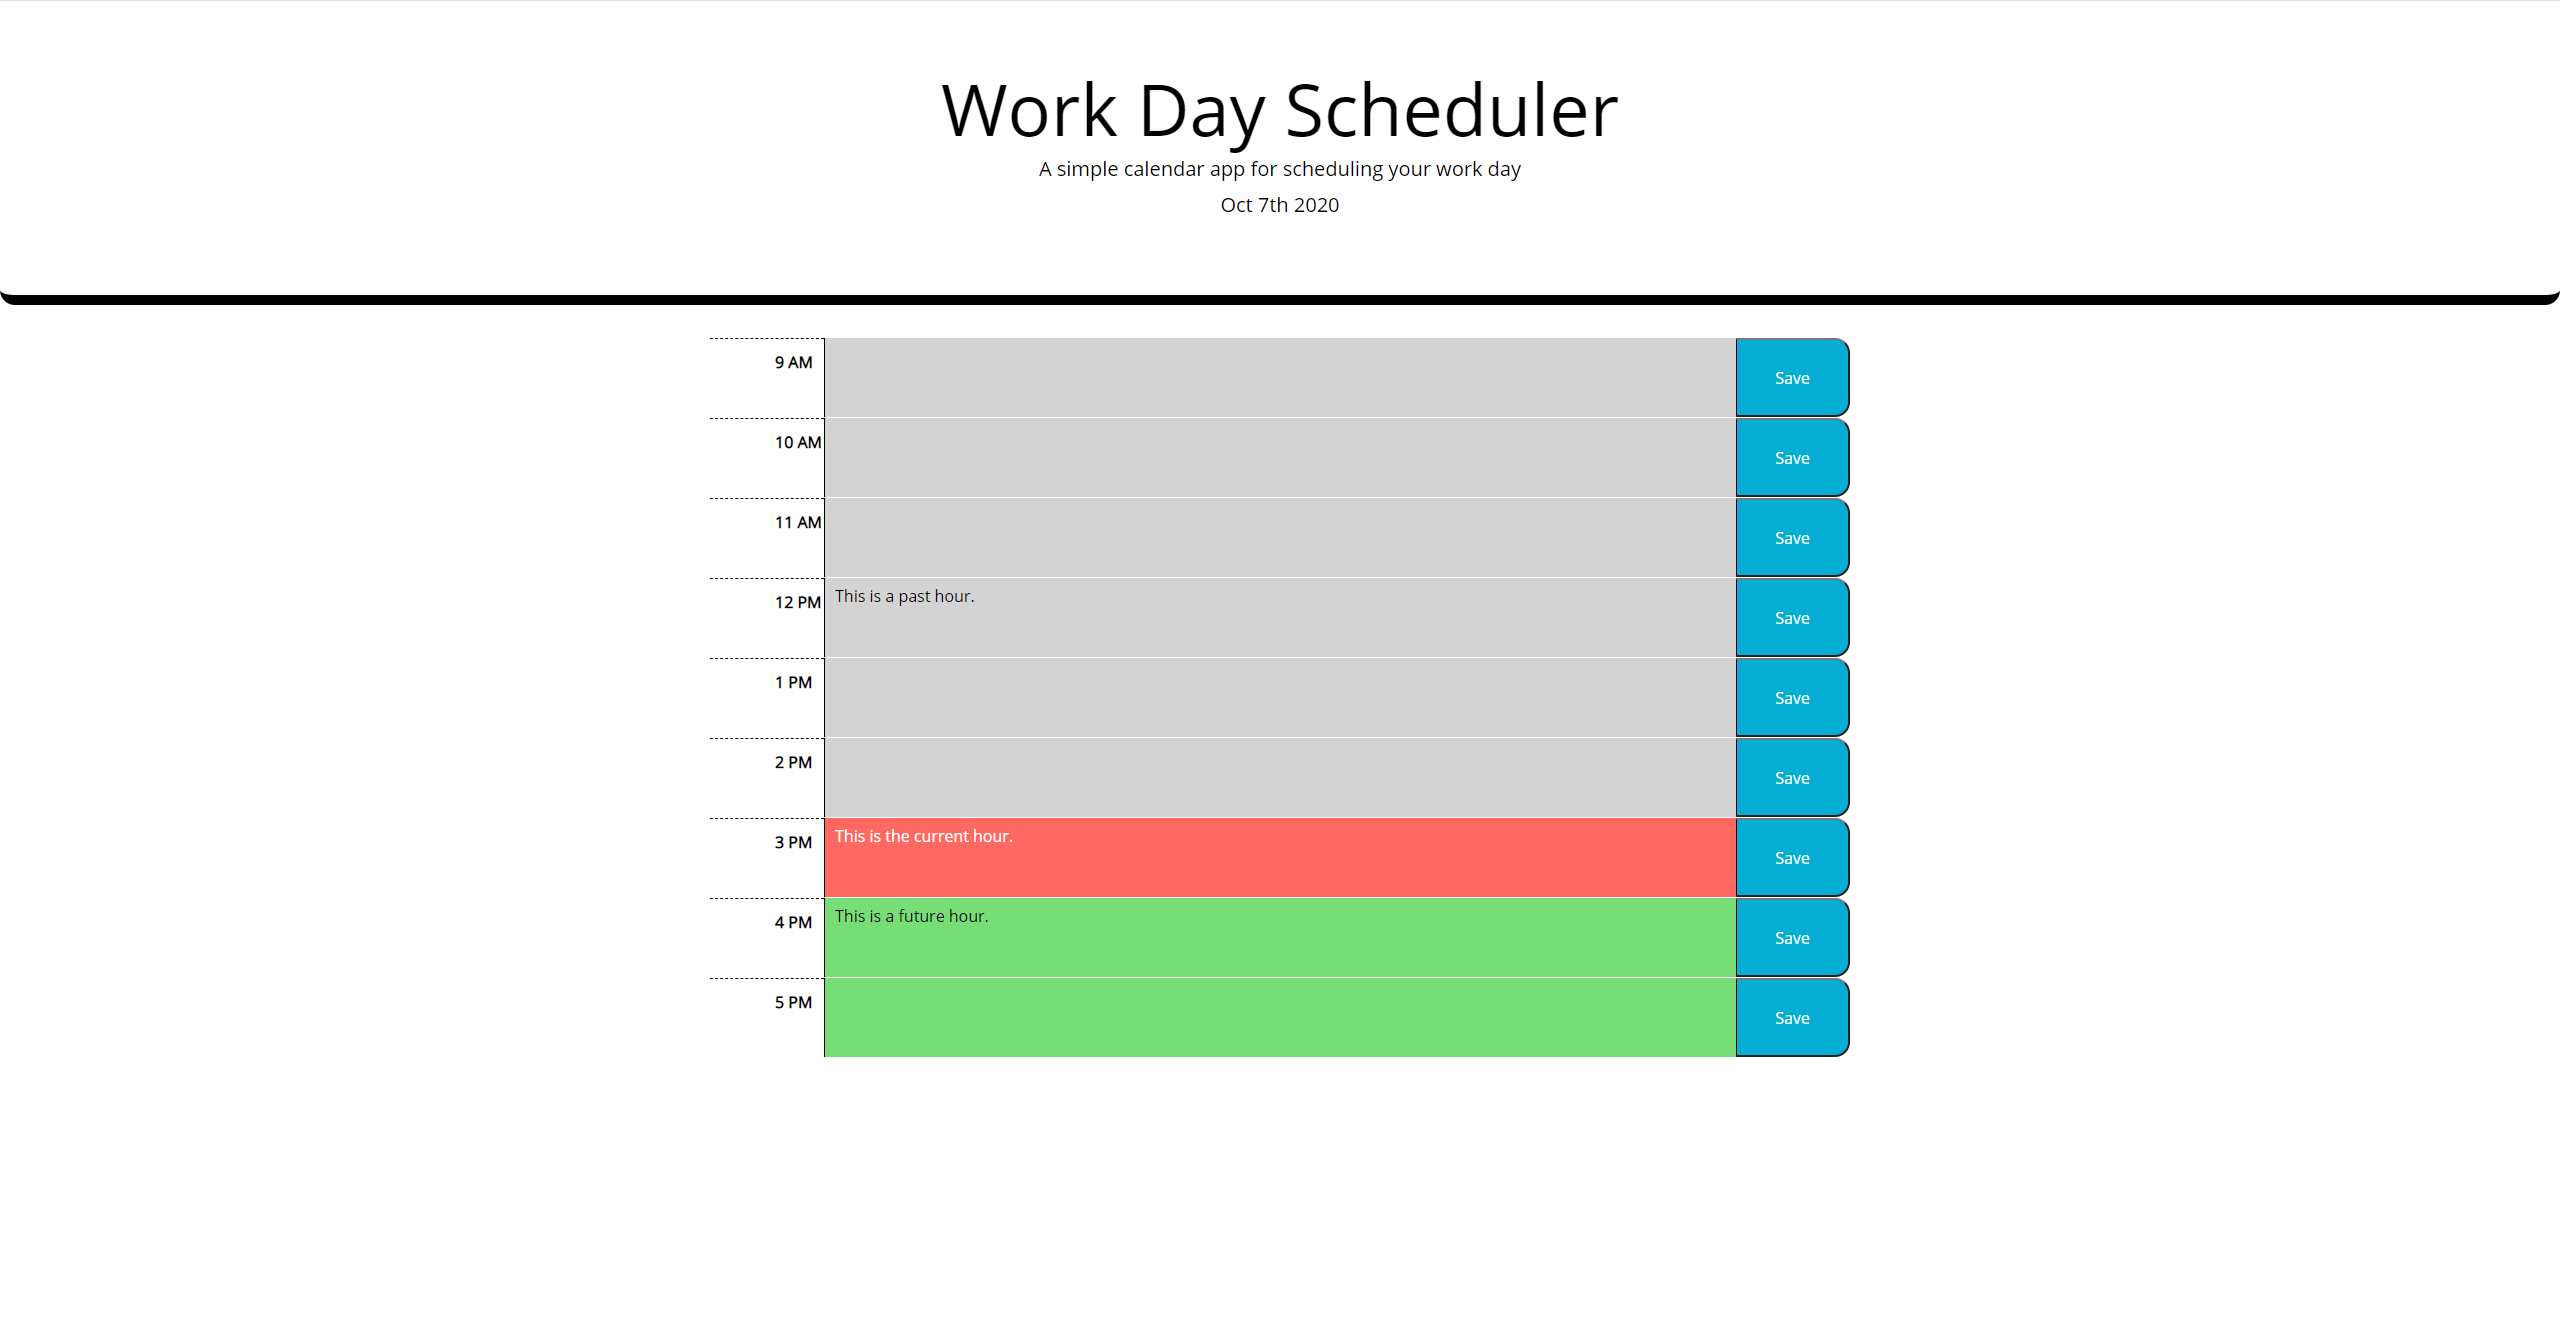 Work Day Scheduler
A simple calendar app for scheduling your work day
Oct 7th 2020
9 AM Save
10 AM Save
11 AM Save
12 PM This is a past hour. Save
1 PM Save
2 PM Save
3 PM This is the current hour. Save
4 PM This is a future hour. Save
5 PM Save